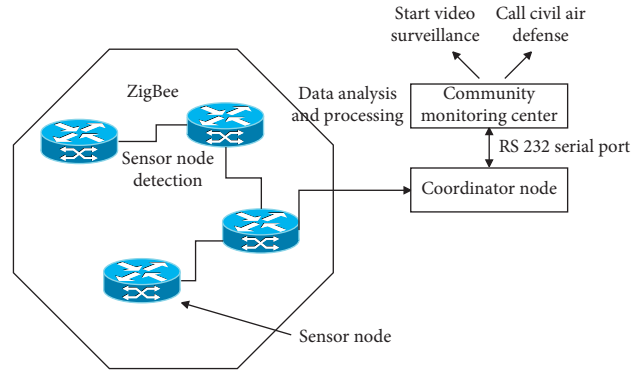 Start video
surveillance
Call civil air
defense
ZigBee
Data analysis
and processing
Community
monitoring center
Sensor node
detection
RS 232 serial port
Coordinator node
Sensor node